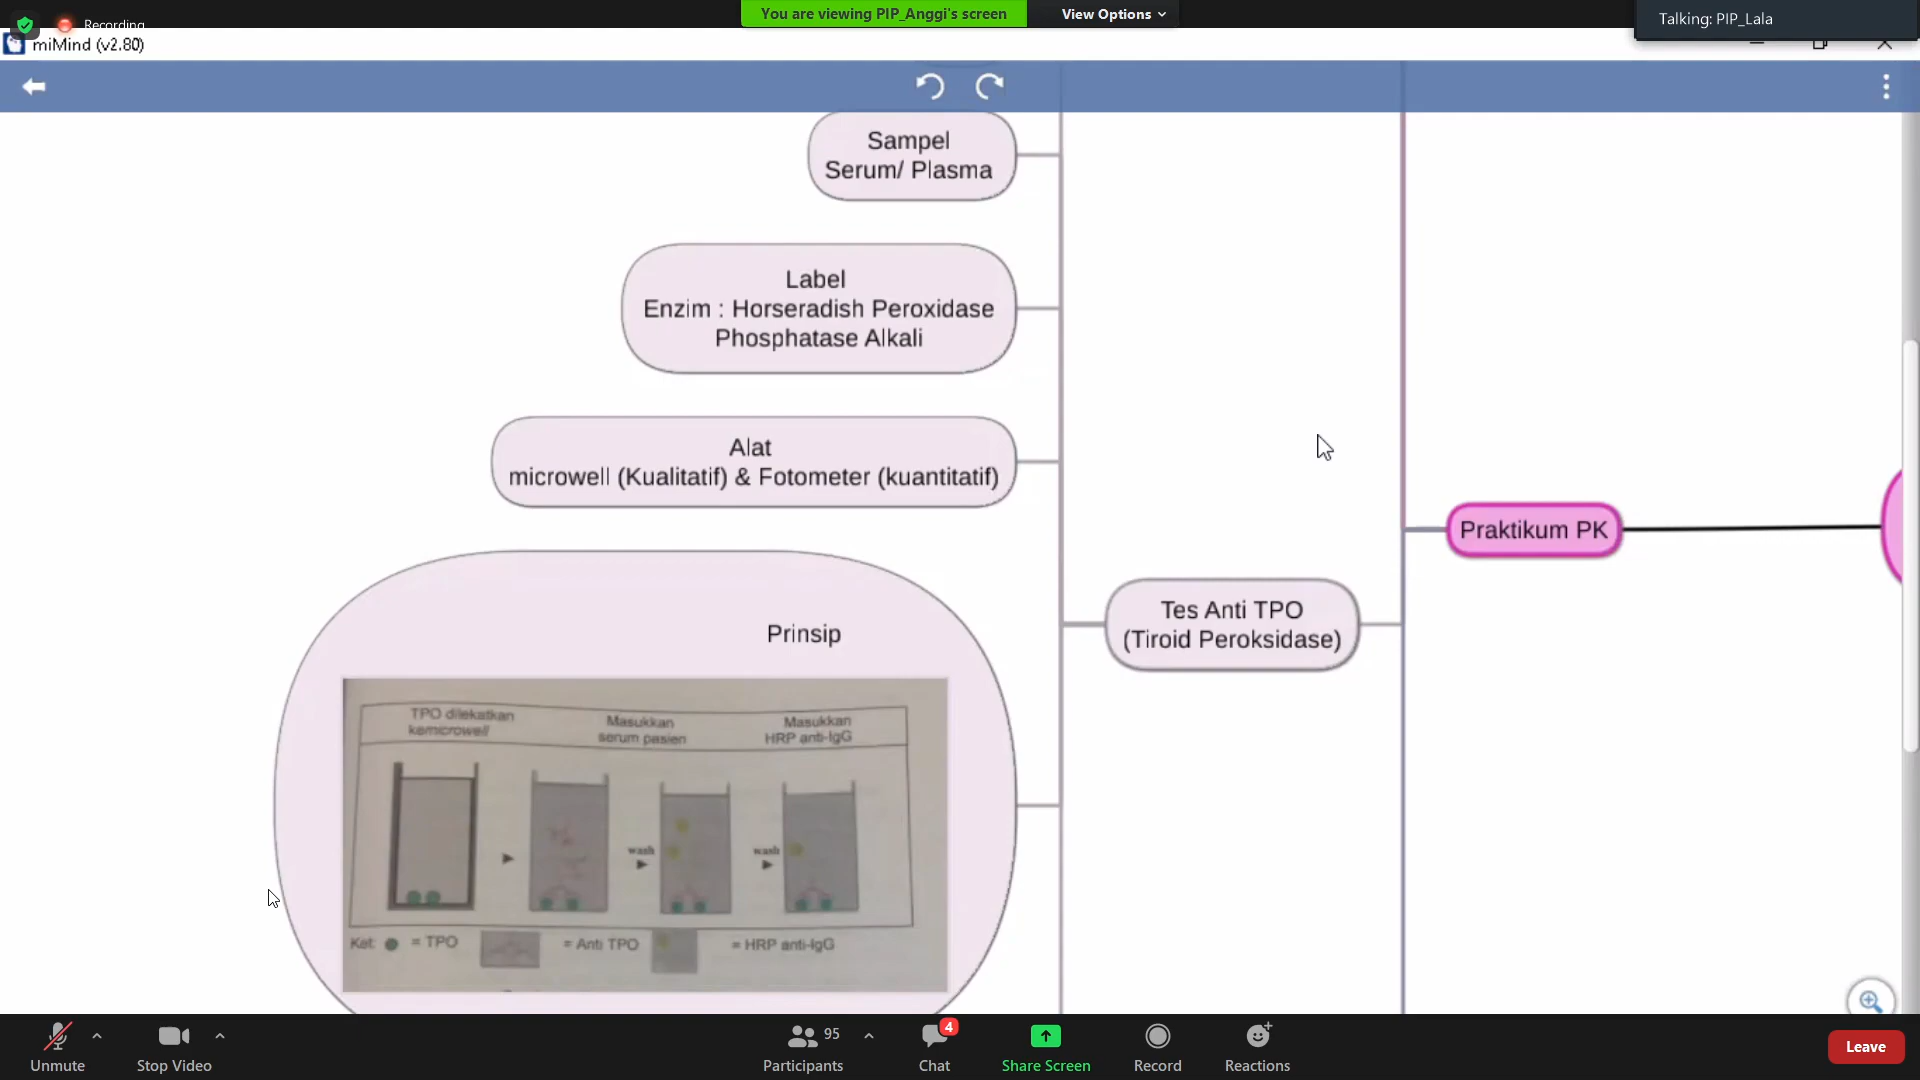 Recording
You are viewing PIP_Anggi's screen
View Options
Talking: PIP_Lala
miMind (v2.80)
Sampel
Serum/ Plasma
Label
Enzim : Horseradish Peroxidase
Phosphatase Alkali
Alat
microwell (Kualitatif) & Fotometer (kuantitatif)
Praktikum PK
Tes Anti TPO
(Tiroid Peroksidase)
Prinsip
TPO dilekatkan
kemicrowell
Masukkan
serum pasien
Masukkan
HRP anti-IgG
wash
wash
Ket:
= TPO
= Anti TPO
= HRP anti-IgG
Unmute
Stop Video
95
Participants
4
Chat
Share Screen
Record
Reactions
Leave